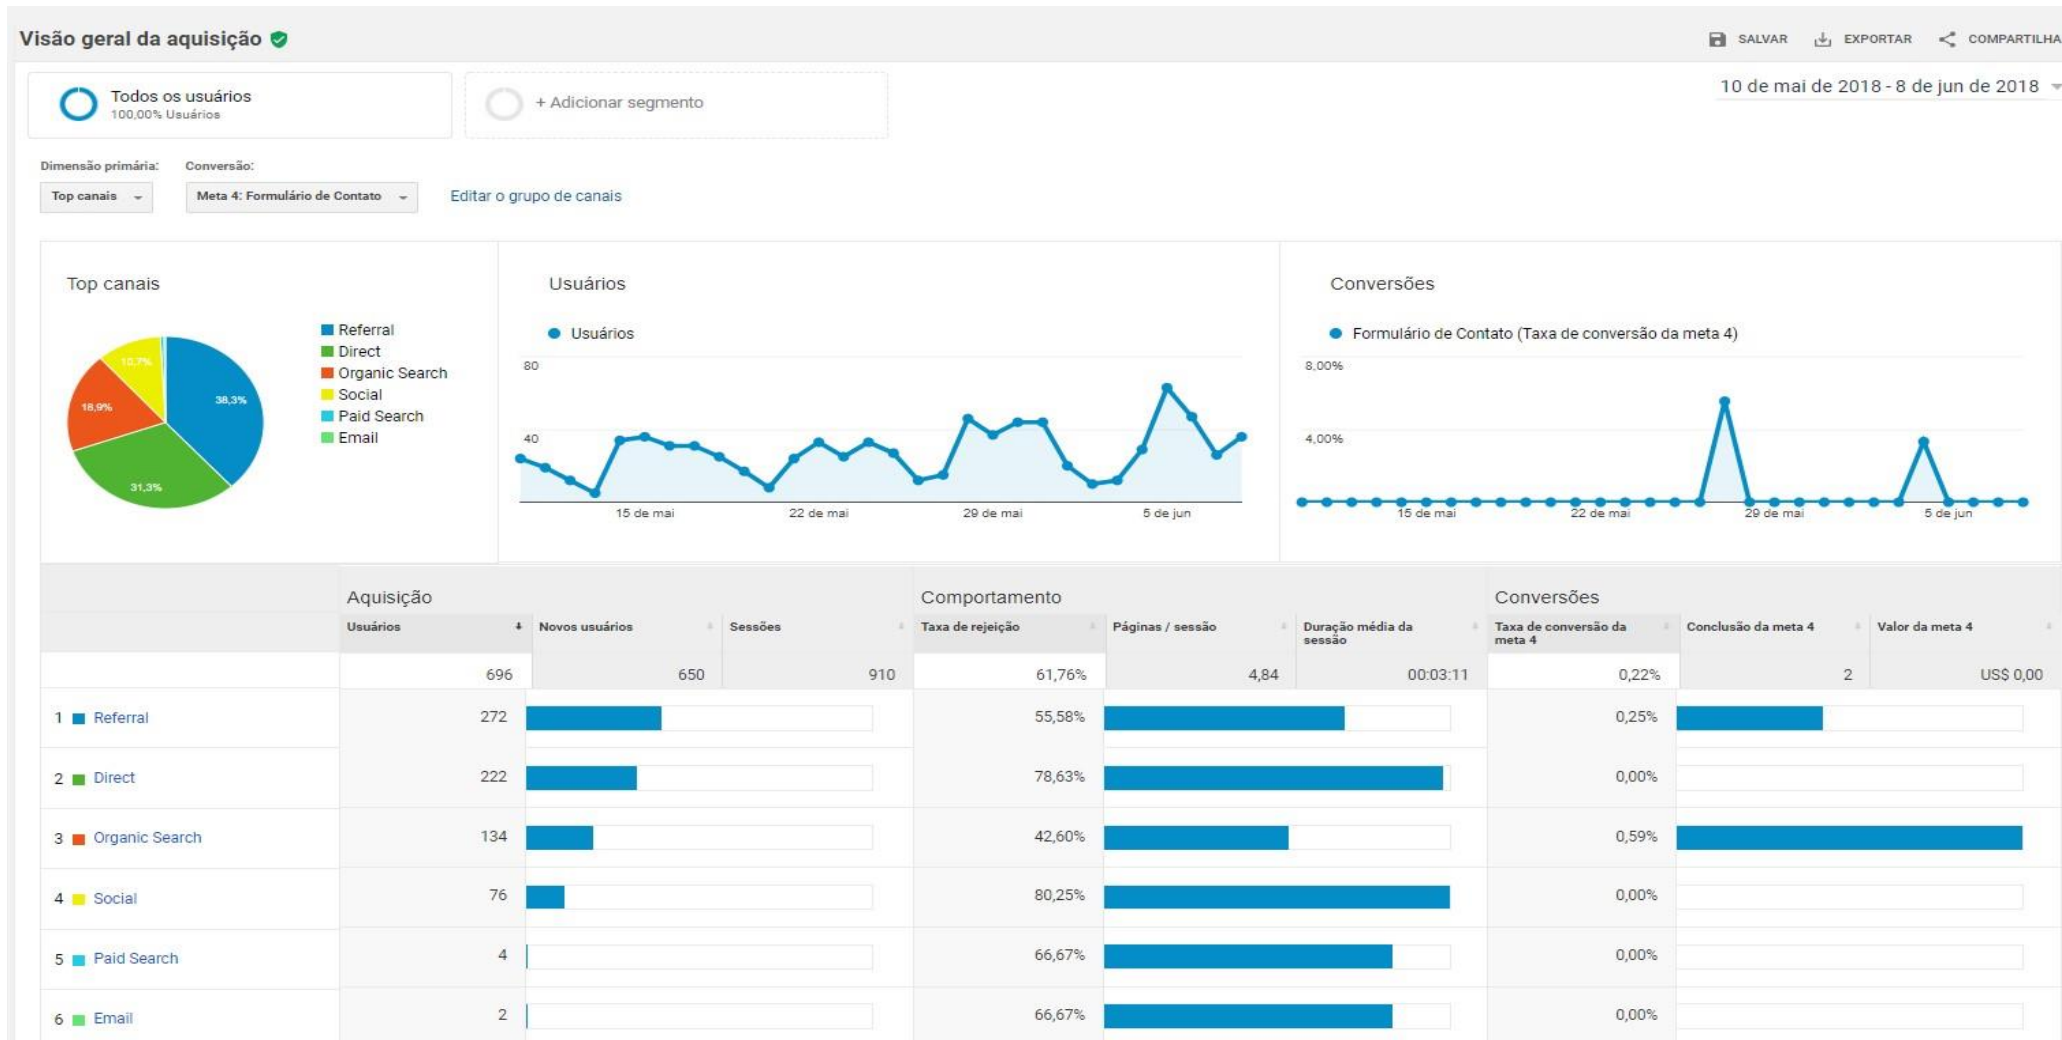 Visão geral da aquisição
SALVAR EXPORTAR COMPARTILHA
Todos os usuários
100,00% Usuários
+ Adicionar segmento
10 de mai de 2018 - 8 de jun de 2018
Dimensão primária: Conversão:
Top canais Meta 4: Formulário de Contato Editar o grupo de canais
Top canais
Referral
Direct
Organic Search
Social
Paid Search
Email
38,3%
31,3%
18,9%
10,7%
Usuários
Usuários
80
40
15 de mai 22 de mai 29 de mai 5 de jun
Conversões
Formulário de Contato (Taxa de conversão da meta 4)
8,00%
4,00%
15 de mai 22 de mai 29 de mai 5 de jun
Aquisição Comportamento Conversões
Usuários Novos usuários Sessões Taxa de rejeição Páginas / sessão Duração média da sessão Taxa de conversão da meta 4 Conclusão da meta 4 Valor da meta 4
696 650 910 61,76% 4,84 00:03:11 0,22% 2 US$ 0,00
1 Referral 272 55,58% 0,25%
2 Direct 222 78,63% 0,00%
3 Organic Search 134 42,60% 0,59%
4 Social 76 80,25% 0,00%
5 Paid Search 4 66,67% 0,00%
6 Email 2 66,67% 0,00%